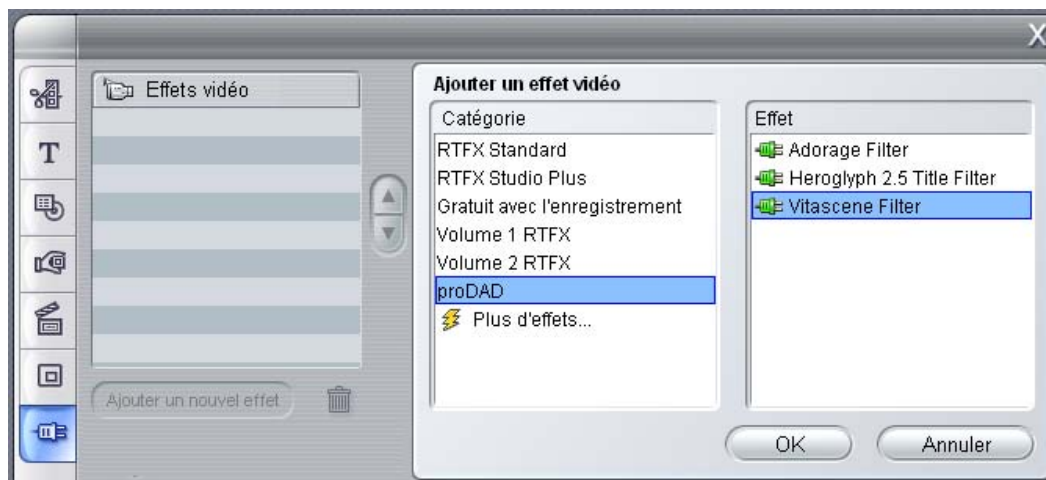 X
Effets vidéo
T
Ajouter un nouvel effet
Ajouter un effet vidéo
Catégorie
RTFX Standard
RTFX Studio Plus
Gratuit avec l'enregistrement
Volume 1 RTFX
Volume 2 RTFX
proDAD
Plus d'effets...
Effet
Adorage Filter
Heroglyph 2.5 Title Filter
Vitascene Filter
OK
Annuler